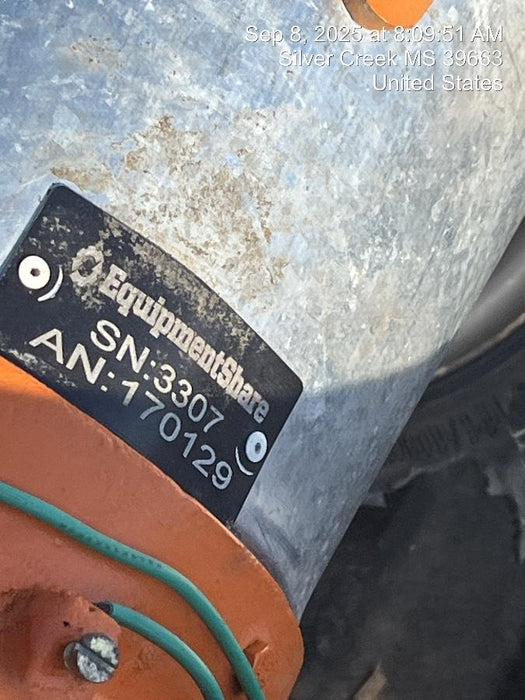 Sep 8, 2025 at 8:09:51 AM
Silver Creek MS 39663
United States
EquipmentShare
SN:3307
AN:170129